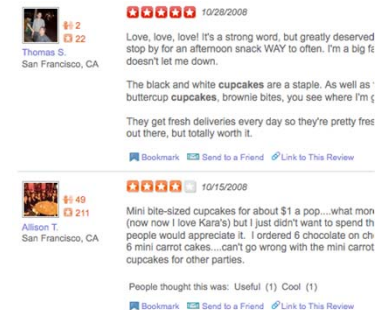 10/28/2008
2
22
Thomas S.
San Francisco, CA
Love, love, love! It's a strong word, but greatly deserved
stop by for an afternoon snack WAY to often. I'm a big fa
doesn't let me down.
The black and white cupcakes are a staple. As well as
buttercup cupcakes, brownie bites, you see where I'm g
They get fresh deliveries every day so they're pretty fres
out there, but totally worth it.
Bookmark Send to a Friend Link to This Review
10/15/2008
49
211
Allison T.
San Francisco, CA
Mini bite-sized cupcakes for about $1 a pop....what mor
(now now I love Kara's) but I just didn't want to spend th
people would appreciate it. I ordered 6 chocolate on ch
6 mini carrot cakes....can't go wrong with the mini carrot
cupcakes for other parties.
People thought this was: Useful (1) Cool (1)
Bookmark Send to a Friend Link to This Review